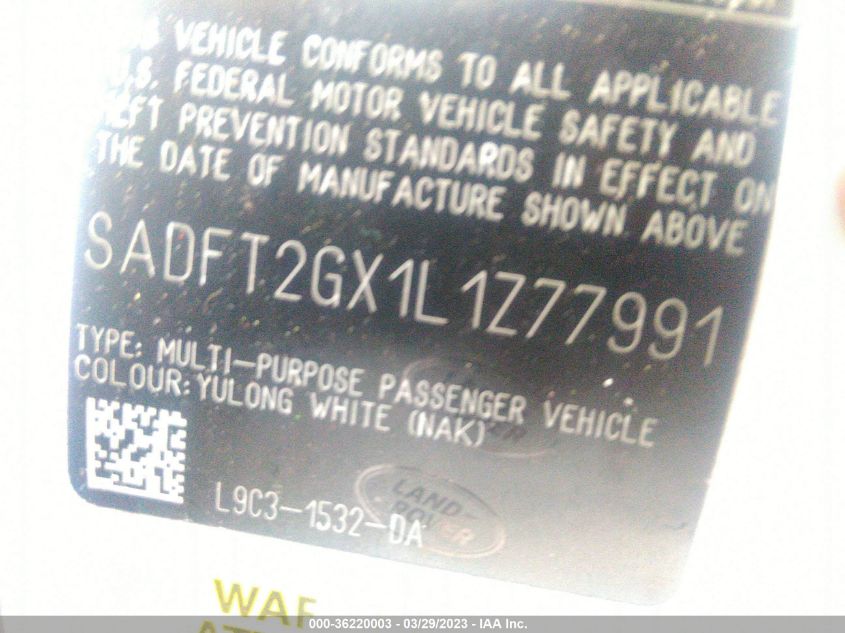 VEHICLE CONFORMS TO ALL APPLICABLE
U.S. FEDERAL MOTOR VEHICLE SAFETY AND
THEFT PREVENTION STANDARDS IN EFFECT ON
THE DATE OF MANUFACTURE SHOWN ABOVE
SADFT2GX1L1Z77991
TYPE: MULTI-PURPOSE PASSENGER VEHICLE
COLOUR: YULONG WHITE (NAK)
L9C3-1532-DA
LAND-
ROVER
000-36220003 - 03/29/2023 - IAA Inc.